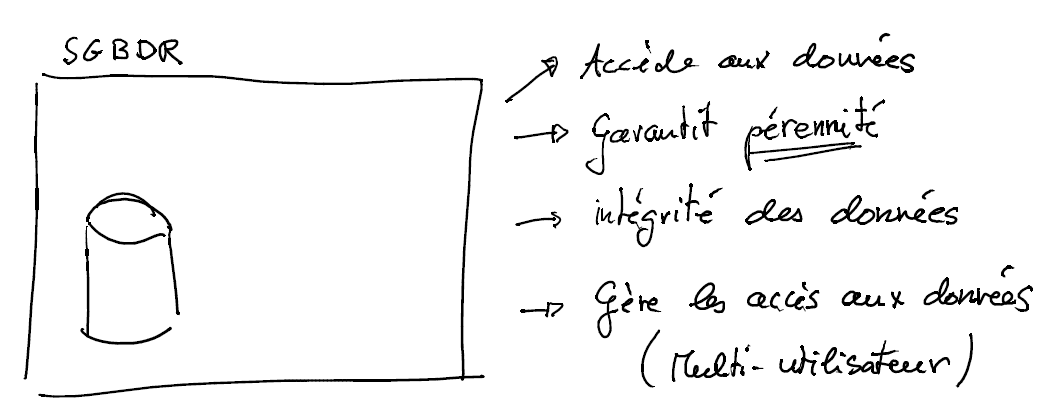 SGBDR
Accède aux données
Garantit pérennité
intégrité des données
Gère les accès aux données
(Multi-utilisateur)